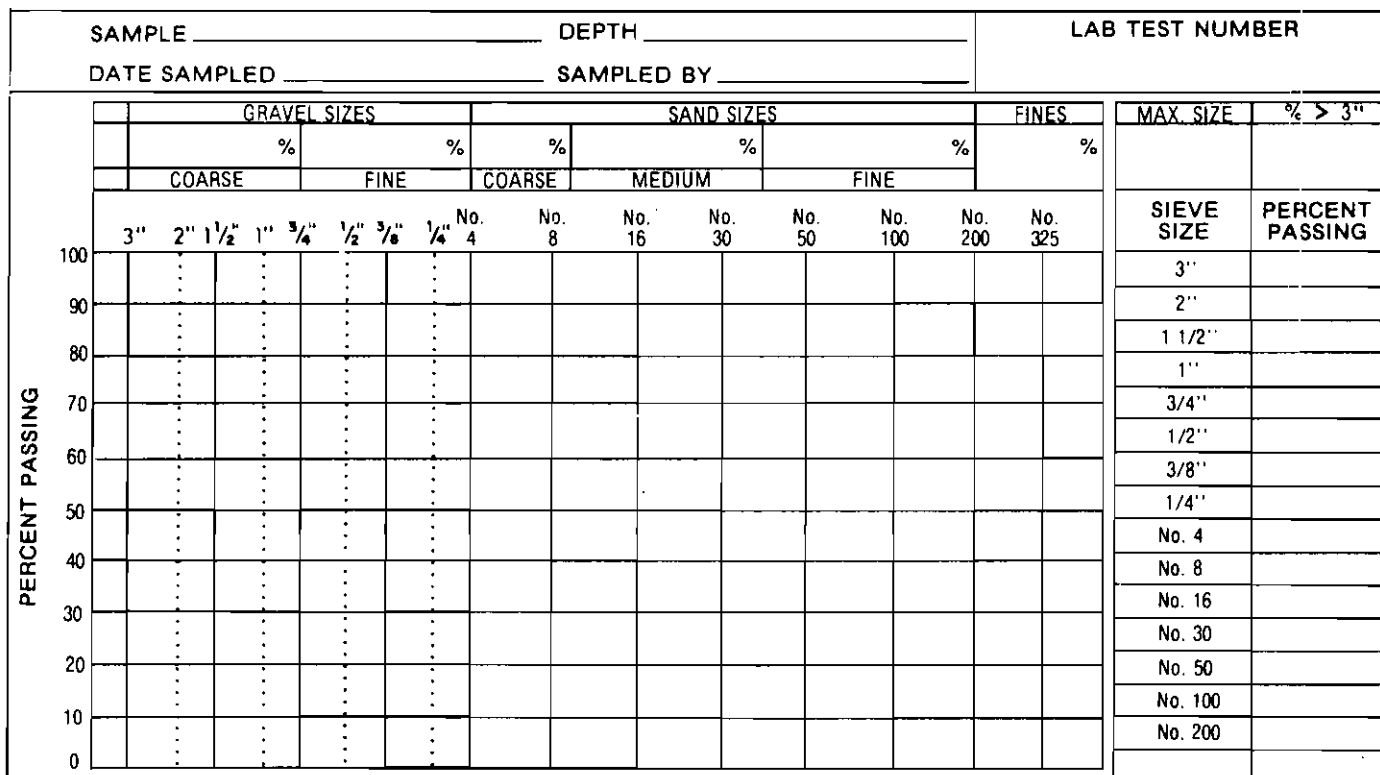 SAMPLE DEPTH LAB TEST NUMBER
DATE SAMPLED SAMPLED BY
GRAVEL SIZES SAND SIZES FINES MAX. SIZE % > 3"
% % % % % %
COARSE FINE COARSE MEDIUM FINE
3" 2" 1 1/2" 1" 3/4" 1/2" 3/8" 1/4" No. 4 No. 8 No. 16 No. 30 No. 50 No. 100 No. 200 No. 325
SIEVE SIZE PERCENT PASSING
PERCENT PASSING
100
90
80
70
60
50
40
30
20
10
0
3"
2"
1 1/2"
1"
3/4"
1/2"
3/8"
1/4"
No. 4
No. 8
No. 16
No. 30
No. 50
No. 100
No. 200